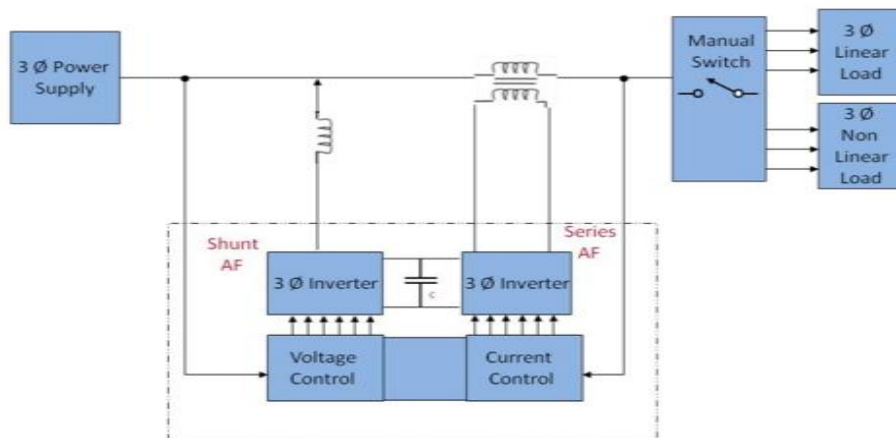 3 Ø Power
Supply
Manual
Switch
3 Ø
Linear
Load
3 Ø
Non
Linear
Load
Shunt
AF
Series
AF
3 Ø Inverter
C
3 Ø Inverter
Voltage
Control
Current
Control